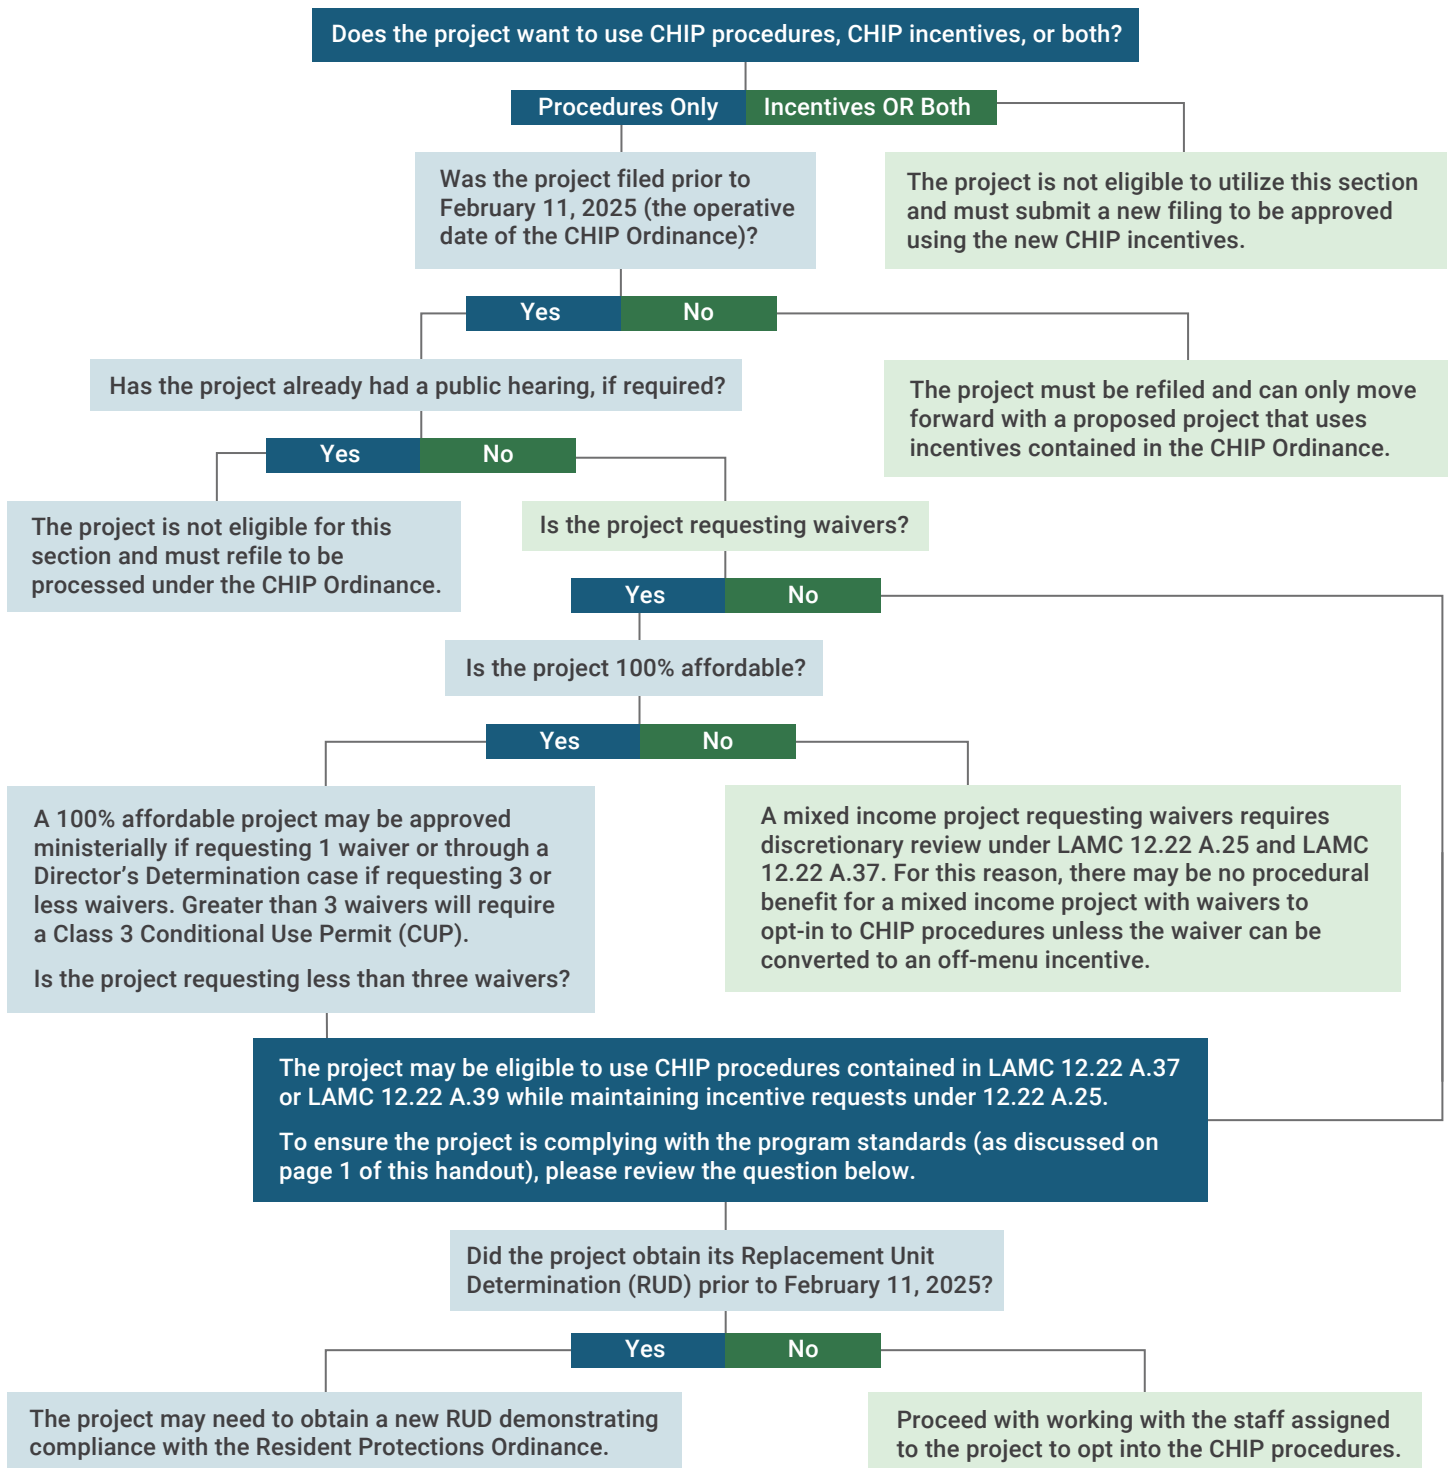 Does the project want to use CHIP procedures, CHIP incentives, or both?
Procedures Only
Incentives OR Both
Was the project filed prior to
February 11, 2025 (the operative
date of the CHIP Ordinance)?
The project is not eligible to utilize this section
and must submit a new filing to be approved
using the new CHIP incentives.
Yes
No
Has the project already had a public hearing, if required?
The project must be refiled and can only move
forward with a proposed project that uses
incentives contained in the CHIP Ordinance.
Yes
No
The project is not eligible for this
section and must refile to be
processed under the CHIP Ordinance.
Is the project requesting waivers?
Yes
No
Is the project 100% affordable?
Yes
No
A 100% affordable project may be approved
ministerially if requesting 1 waiver or through a
Director’s Determination case if requesting 3 or
less waivers. Greater than 3 waivers will require
a Class 3 Conditional Use Permit (CUP).
Is the project requesting less than three waivers?
A mixed income project requesting waivers requires
discretionary review under LAMC 12.22 A.25 and LAMC
12.22 A.37. For this reason, there may be no procedural
benefit for a mixed income project with waivers to
opt-in to CHIP procedures unless the waiver can be
converted to an off-menu incentive.
The project may be eligible to use CHIP procedures contained in LAMC 12.22 A.37
or LAMC 12.22 A.39 while maintaining incentive requests under 12.22 A.25.
To ensure the project is complying with the program standards (as discussed on
page 1 of this handout), please review the question below.
Did the project obtain its Replacement Unit
Determination (RUD) prior to February 11, 2025?
Yes
No
The project may need to obtain a new RUD demonstrating
compliance with the Resident Protections Ordinance.
Proceed with working with the staff assigned
to the project to opt into the CHIP procedures.